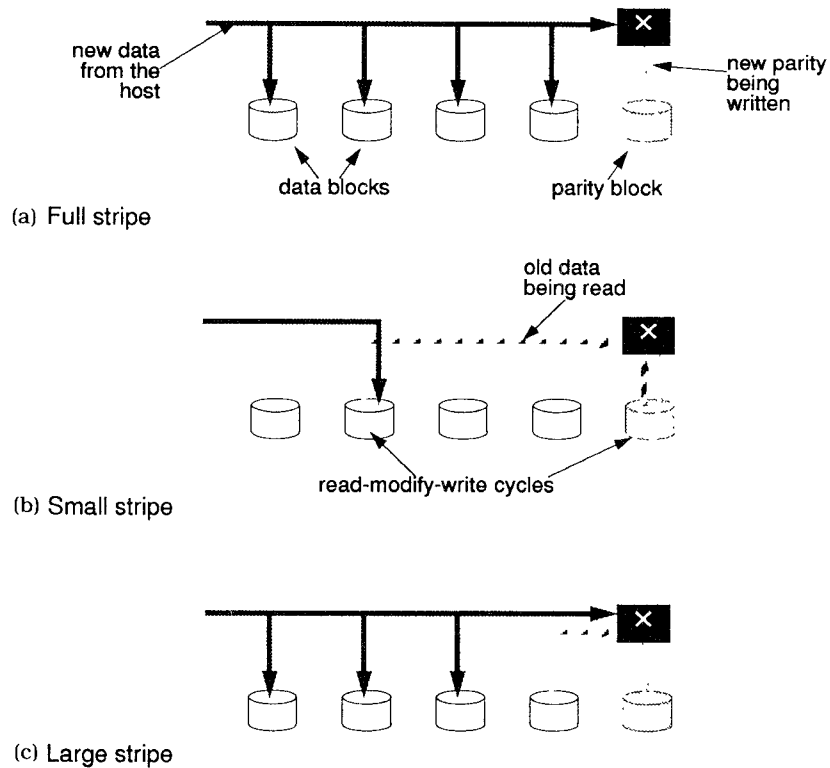 new data
from the
host
new parity
being
written
data blocks
parity block
(a) Full stripe
old data
being read
read-modify-write cycles
(b) Small stripe
(c) Large stripe